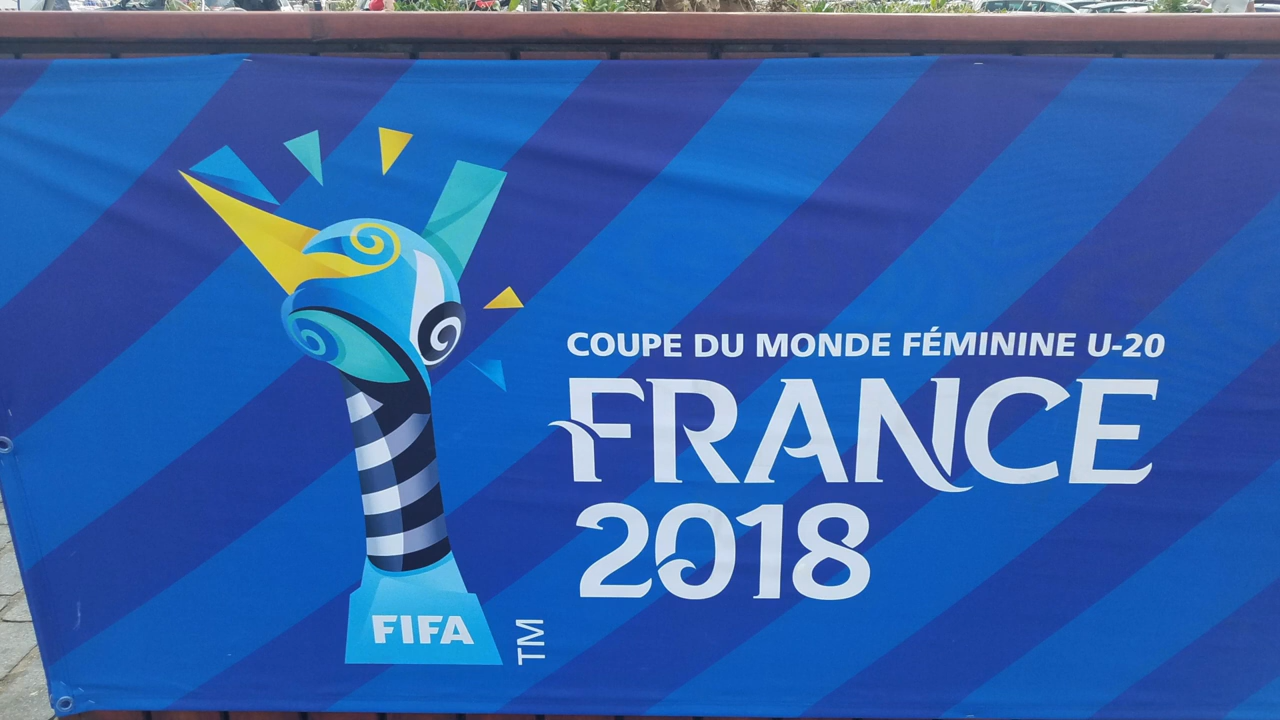 COUPE DU MONDE FÉMININE U-20
FRANCE
2018
FIFA
TM